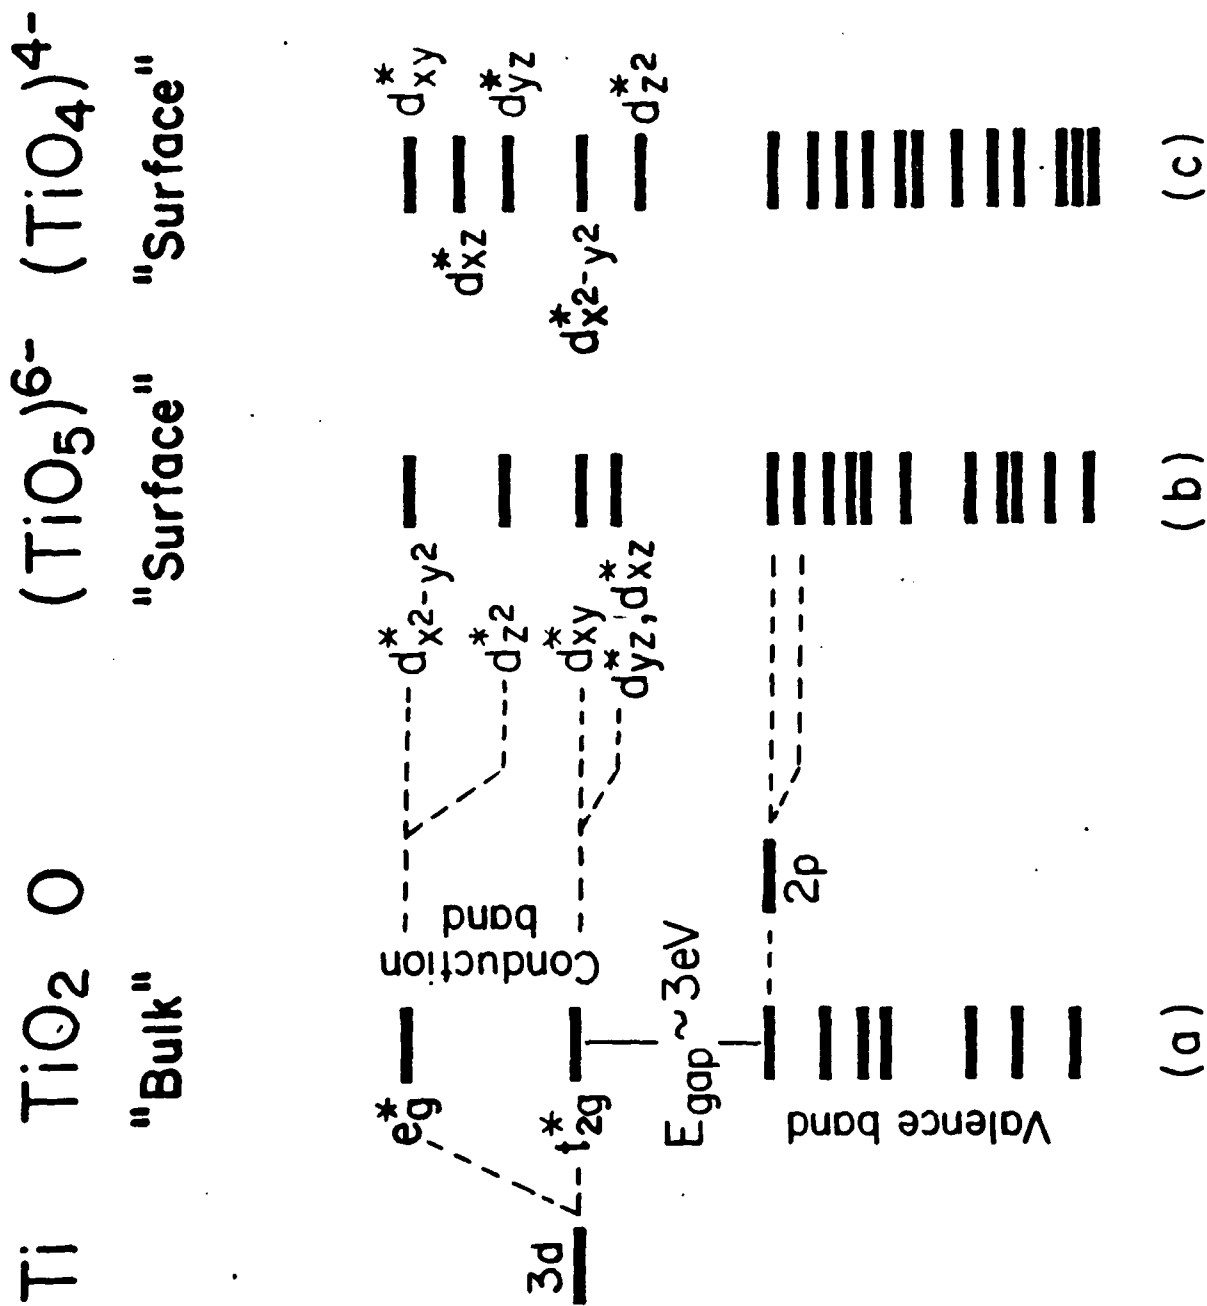 Ti TiO2 O (TiO5)6- (TiO4)4-
"Bulk" "Surface" "Surface"
e*g
t*2g
3d
Conduction
band
Egap ~3eV
2p
Valence band
d*x2-y2
d*z2
d*xy
d*yz, d*xz
d*xy
d*xz
d*yz
d*x2-y2
d*z2
(a) (b) (c)